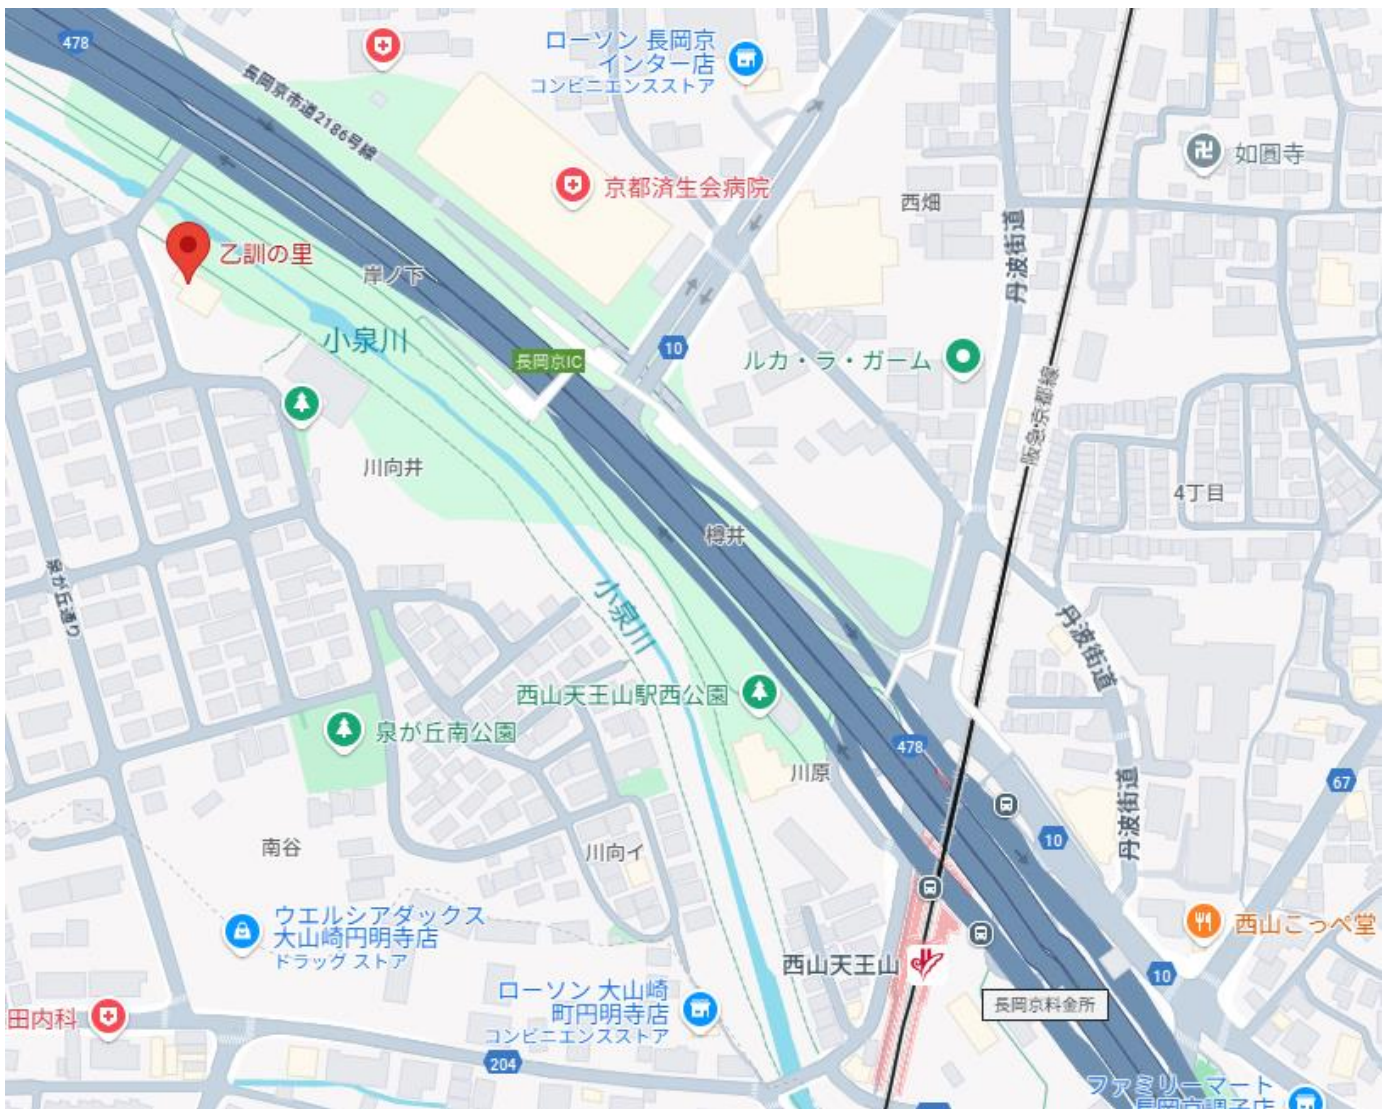 478
長岡京市道2186号線
ローソン 長岡京
インター店
コンビニエンスストア
如圓寺
京都済生会病院
西畑
丹波街道
乙訓の里
岸ノ下
小泉川
長岡京IC
10
ルカ・ラ・ガーム
阪急京都線
川向井
4丁目
樽井
泉が丘通り
小泉川
丹波街道
西山天王山駅西公園
泉が丘南公園
478
川原
67
丹波街道
10
南谷
川向イ
ウエルシアダックス
大山崎円明寺店
ドラッグ ストア
西山こっぺ堂
西山天王山
10
長岡京料金所
ローソン 大山崎
町円明寺店
コンビニエンスストア
田内科
204
ファミリーマート
長岡京調子店